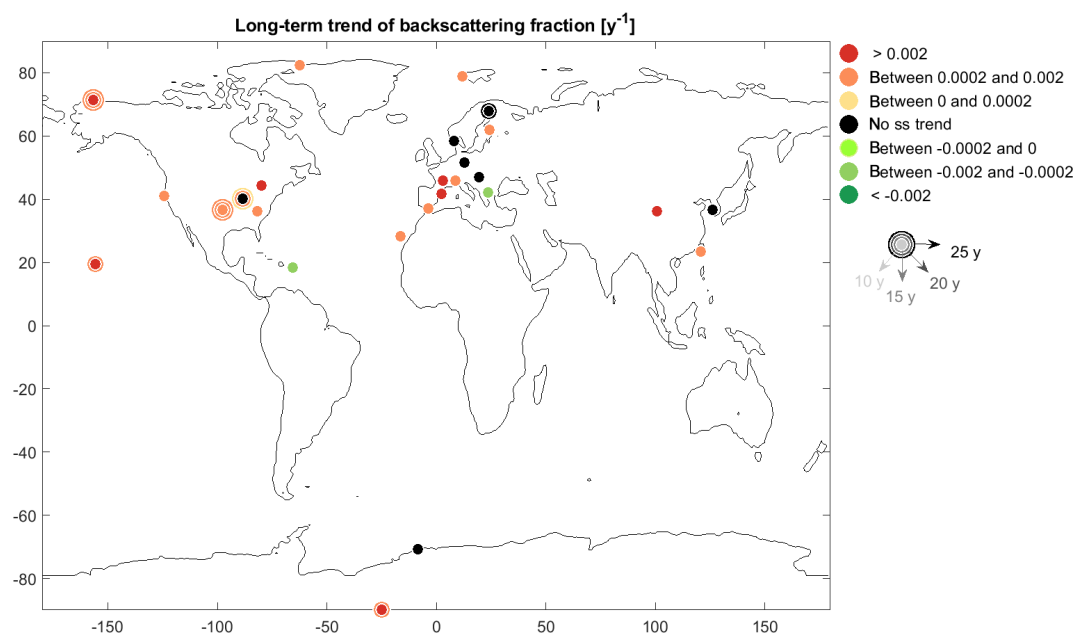 Long-term trend of backscattering fraction [y⁻¹]
> 0.002
Between 0.0002 and 0.002
Between 0 and 0.0002
No ss trend
Between -0.0002 and 0
Between -0.002 and -0.0002
< -0.002
25 y
20 y
15 y
10 y
80
60
40
20
0
-20
-40
-60
-80
-150 -100 -50 0 50 100 150